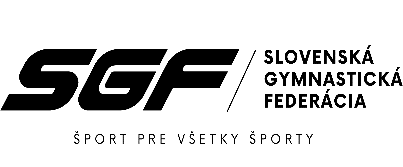 SGF
SLOVENSKÁ
GYMNASTICKÁ
FEDERÁCIA
ŠPORT PRE VŠETKY ŠPORTY